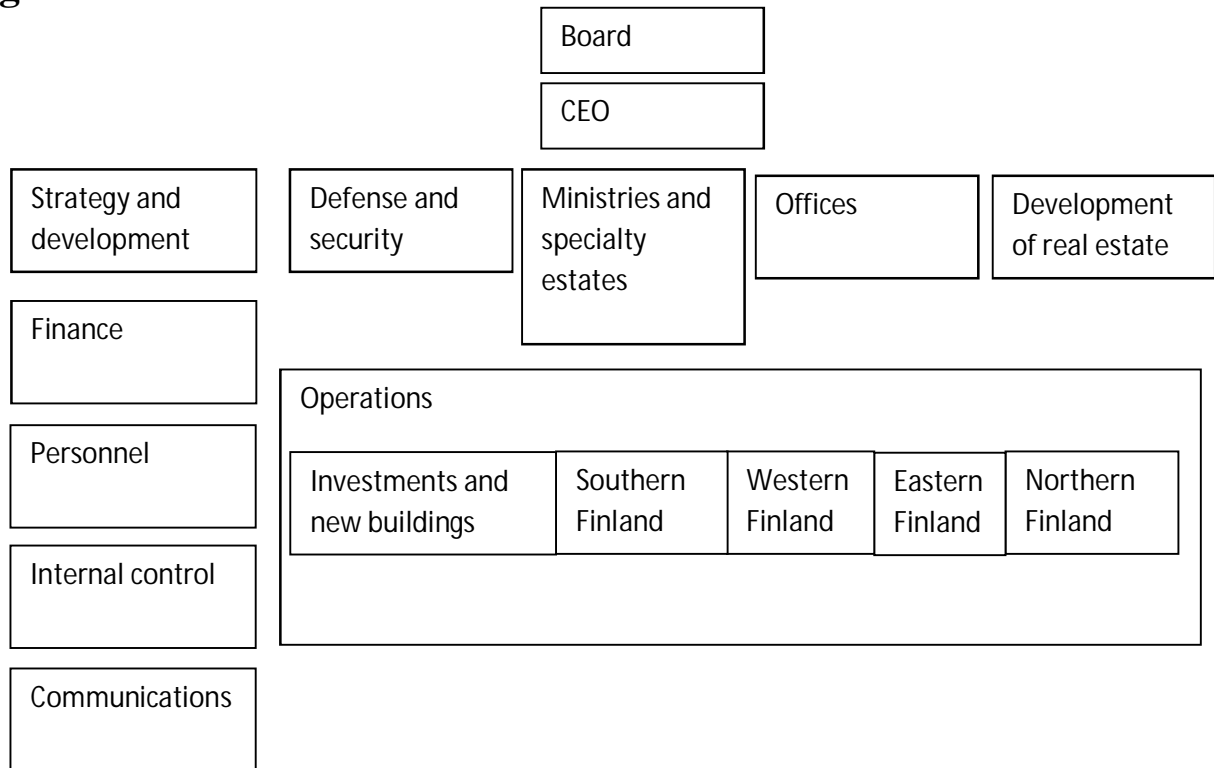 Board
CEO
Strategy and
development
Defense and
security
Ministries and
specialty
estates
Offices
Development
of real estate
Finance
Operations
Personnel
Investments and
new buildings
Southern
Finland
Western
Finland
Eastern
Finland
Northern
Finland
Internal control
Communications